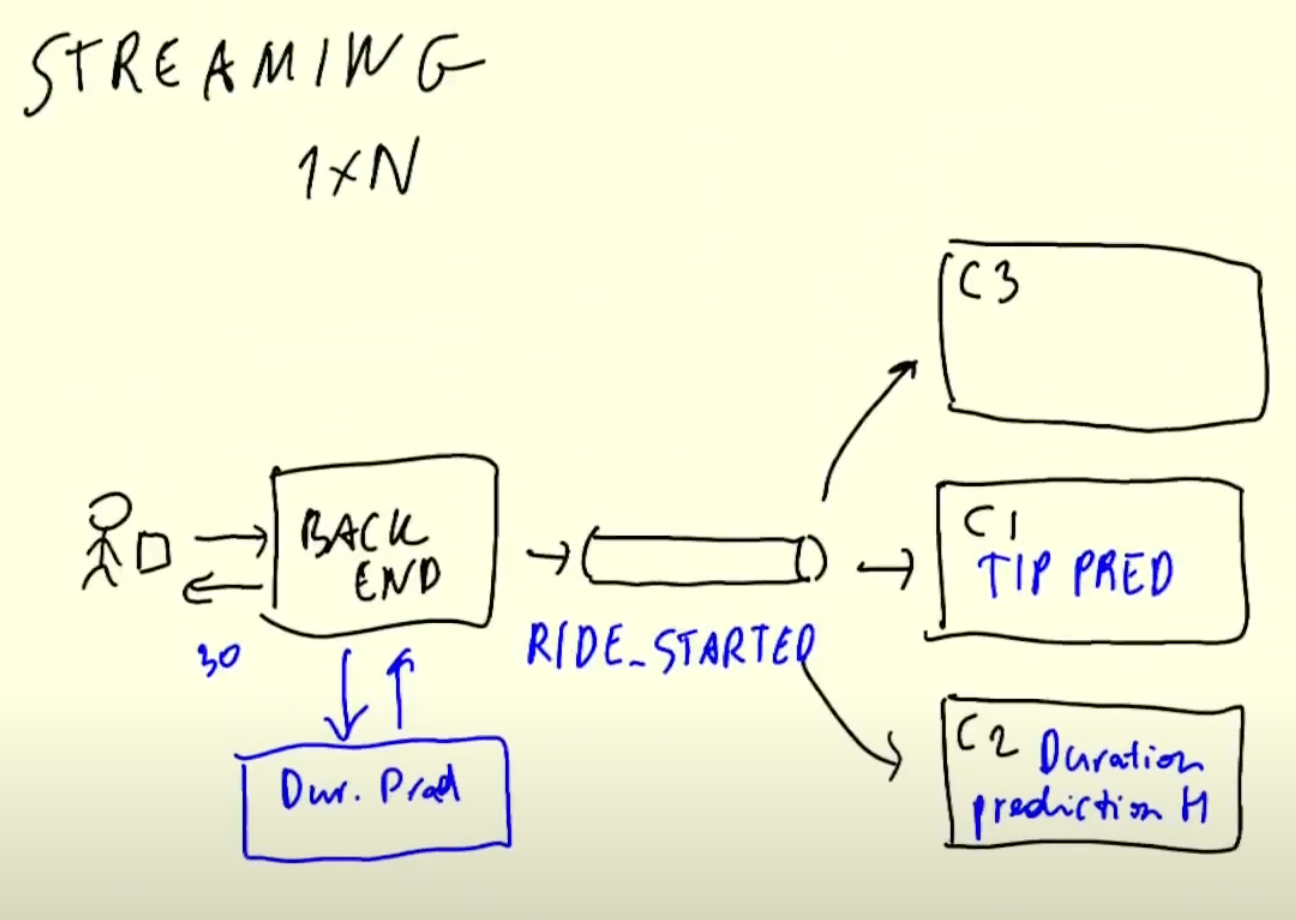 STREAMING
1×N
C3
BACK
END
C1
TIP PRED
30
RIDE_STARTED
Dur. Pred
C2 Duration
prediction M